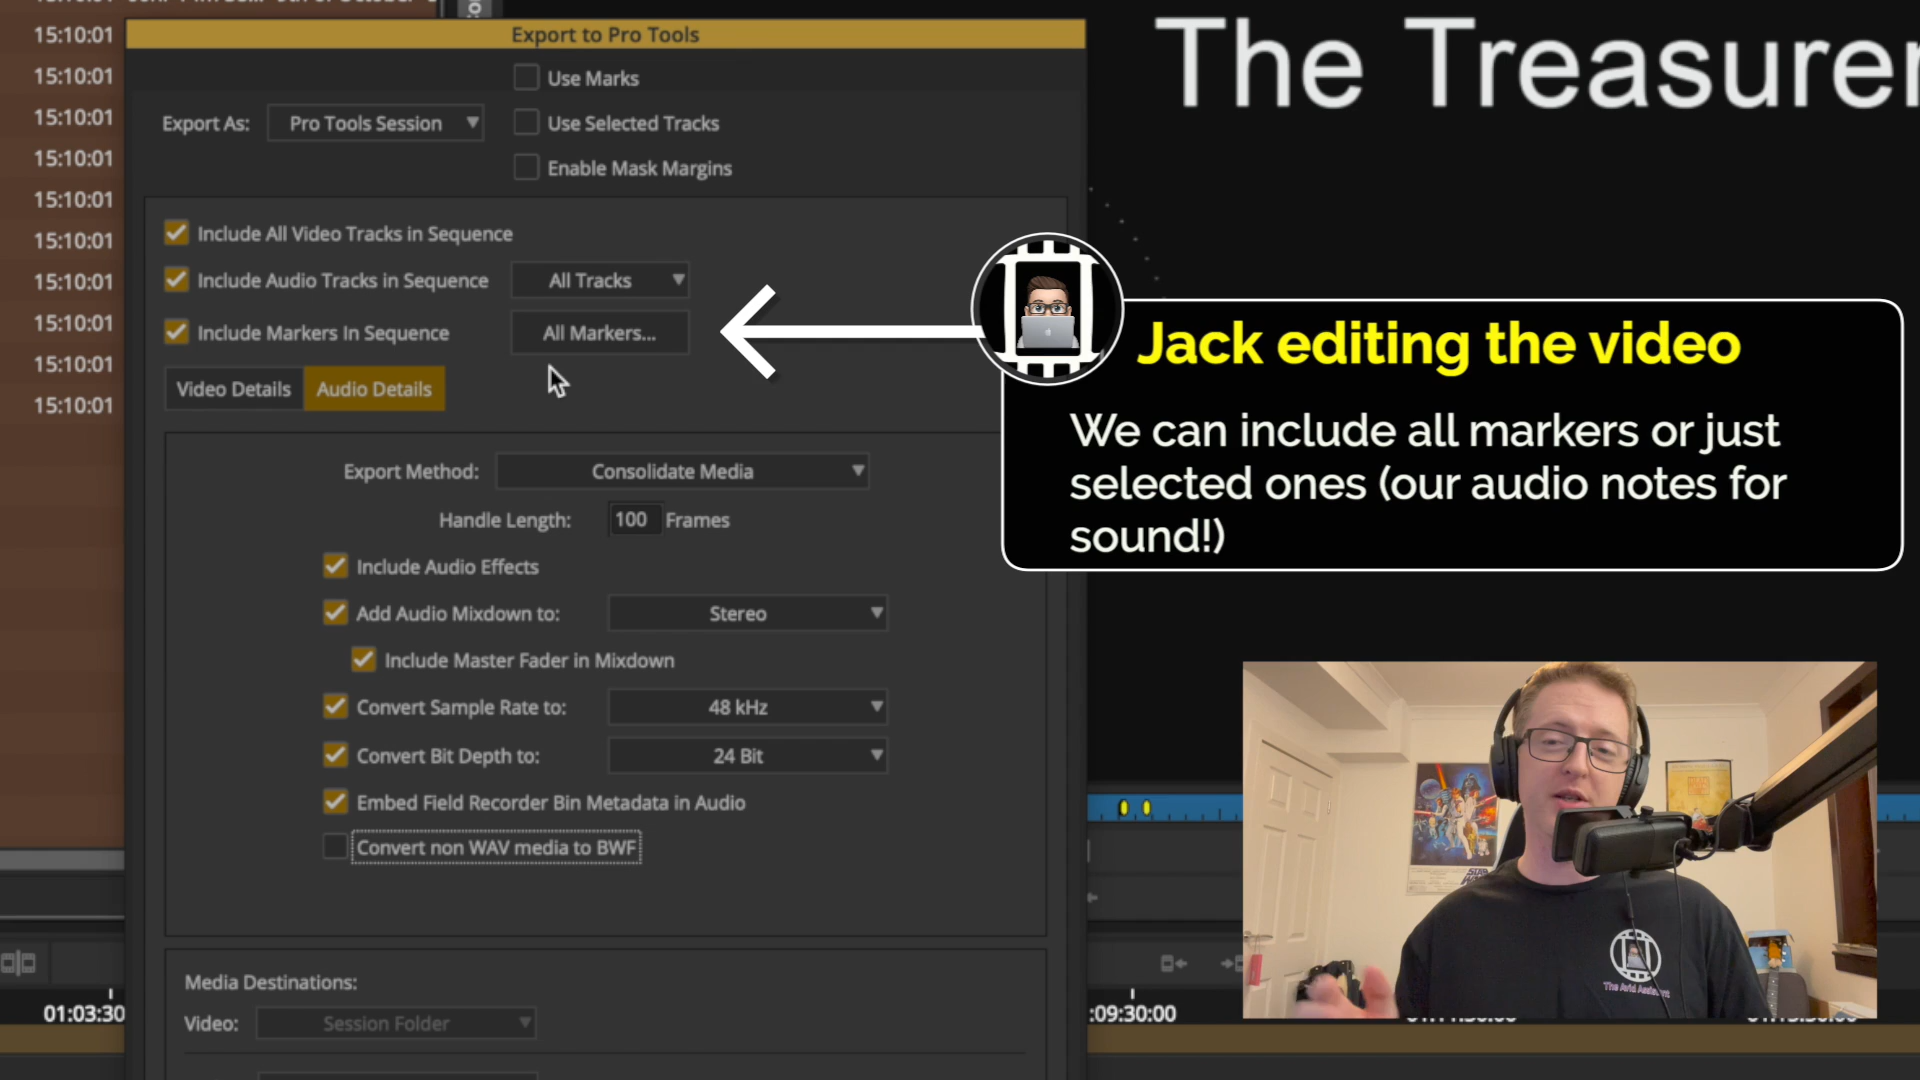 15:10:01
Export to Pro Tools
The Treasurer
15:10:01
Use Marks
15:10:01
Export As:
Pro Tools Session
Use Selected Tracks
15:10:01
Enable Mask Margins
15:10:01
15:10:01
Include All Video Tracks in Sequence
15:10:01
Include Audio Tracks in Sequence
All Tracks
15:10:01
Include Markers In Sequence
All Markers...
15:10:01
Video Details
Audio Details
15:10:01
Jack editing the video
We can include all markers or just
selected ones (our audio notes for
sound!)
Export Method:
Consolidate Media
Handle Length:
100
Frames
Include Audio Effects
Add Audio Mixdown to:
Stereo
Include Master Fader in Mixdown
Convert Sample Rate to:
48 kHz
Convert Bit Depth to:
24 Bit
Embed Field Recorder Bin Metadata in Audio
Convert non WAV media to BWF
STAR
The Avid Assistant
Media Destinations:
01:03:30
Video:
Session Folder
:09:30:00